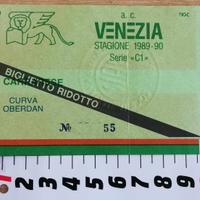 a. c.
VENEZIA
STAGIONE 1989-90
Serie «C1»
BIGLIETTO RIDOTTO
CURVA
OBERDAN
№ 55
1 2 3 4 5 6 7 8 9